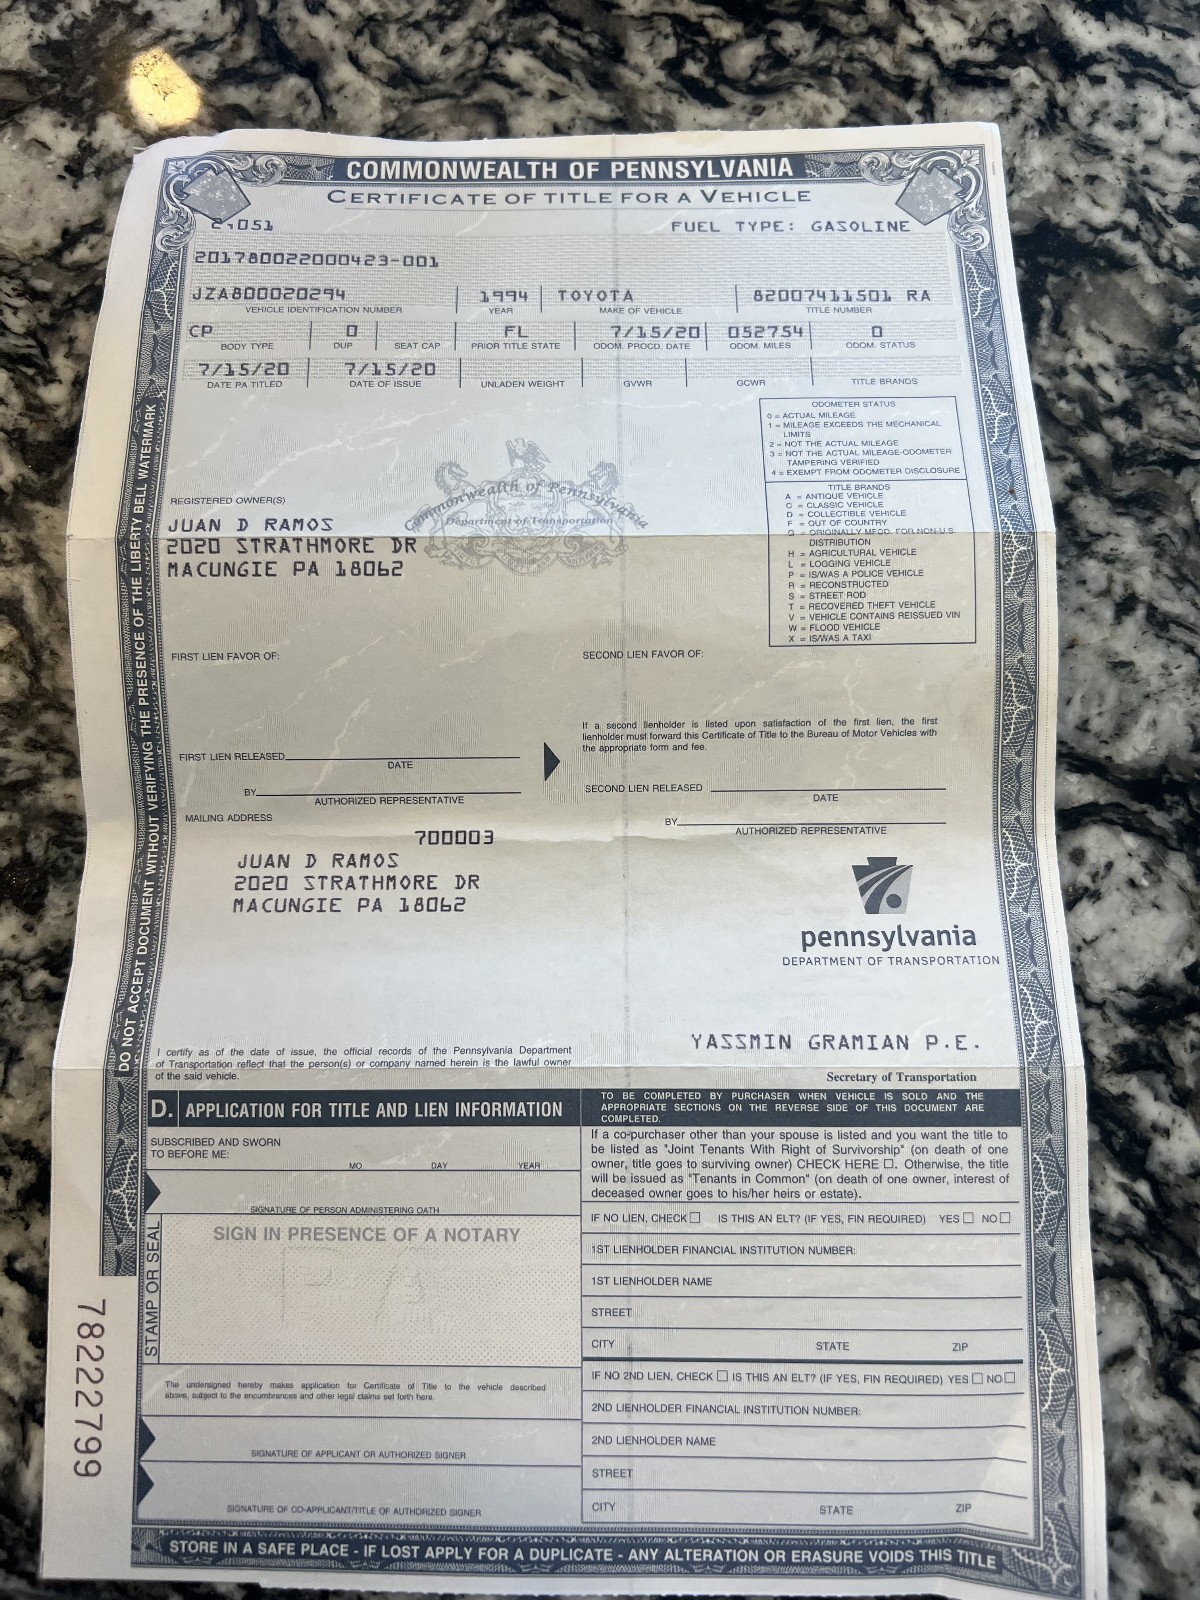 COMMONWEALTH OF PENNSYLVANIA
CERTIFICATE OF TITLE FOR A VEHICLE
051 FUEL TYPE: GASOLINE
201780022000423-001
JZA800020294 1994 TOYOTA 82007411501 RA
VEHICLE IDENTIFICATION NUMBER YEAR MAKE OF VEHICLE TITLE NUMBER
CP 0 FL 7/15/20 052754 0
BODY TYPE DUP SEAT CAP PRIOR TITLE STATE ODOM. PROCD. DATE ODOM. MILES ODOM. STATUS
7/15/20 7/15/20
DATE PA TITLED DATE OF ISSUE UNLADEN WEIGHT GVWR GCWR TITLE BRANDS
ODOMETER STATUS
0 = ACTUAL MILEAGE
1 = MILEAGE EXCEEDS THE MECHANICAL
LIMITS
2 = NOT THE ACTUAL MILEAGE
3 = NOT THE ACTUAL MILEAGE-ODOMETER
TAMPERING VERIFIED
4 = EXEMPT FROM ODOMETER DISCLOSURE
TITLE BRANDS
A = ANTIQUE VEHICLE
C = CLASSIC VEHICLE
D = COLLECTIBLE VEHICLE
F = OUT OF COUNTRY
G = ORIGINALLY MFGD. FOR NON-U.S.
DISTRIBUTION
H = AGRICULTURAL VEHICLE
L = LOGGING VEHICLE
P = IS/WAS A POLICE VEHICLE
R = RECONSTRUCTED
S = STREET ROD
T = RECOVERED THEFT VEHICLE
V = VEHICLE CONTAINS REISSUED VIN
W = FLOOD VEHICLE
X = IS/WAS A TAXI
Commonwealth of Pennsylvania
Department of Transportation
REGISTERED OWNER(S)
JUAN D RAMOS
2020 STRATHMORE DR
MACUNGIE PA 18062
FIRST LIEN FAVOR OF:
SECOND LIEN FAVOR OF:
If a second lienholder is listed upon satisfaction of the first lien, the first
lienholder must forward this Certificate of Title to the Bureau of Motor Vehicles with
the appropriate form and fee.
FIRST LIEN RELEASED
DATE
BY
AUTHORIZED REPRESENTATIVE
SECOND LIEN RELEASED
DATE
BY
AUTHORIZED REPRESENTATIVE
MAILING ADDRESS
700003
JUAN D RAMOS
2020 STRATHMORE DR
MACUNGIE PA 18062
pennsylvania
DEPARTMENT OF TRANSPORTATION
YASSMIN GRAMIAN P.E.
Secretary of Transportation
I certify as of the date of issue, the official records of the Pennsylvania Department
of Transportation reflect that the person(s) or company named herein is the lawful owner
of the said vehicle.
D. APPLICATION FOR TITLE AND LIEN INFORMATION
TO BE COMPLETED BY PURCHASER WHEN VEHICLE IS SOLD AND THE
APPROPRIATE SECTIONS ON THE REVERSE SIDE OF THIS DOCUMENT ARE
COMPLETED.
SUBSCRIBED AND SWORN
TO BEFORE ME:
MO. DAY YEAR
SIGNATURE OF PERSON ADMINISTERING OATH
STAMP OR SEAL
SIGN IN PRESENCE OF A NOTARY
PA
The undersigned hereby makes application for Certificate of Title to the vehicle described
above, subject to the encumbrances and other legal claims set forth here.
SIGNATURE OF APPLICANT OR AUTHORIZED SIGNER
SIGNATURE OF CO-APPLICANT/TITLE OF AUTHORIZED SIGNER
If a co-purchaser other than your spouse is listed and you want the title to
be listed as "Joint Tenants With Right of Survivorship" (on death of one
owner, title goes to surviving owner) CHECK HERE ☐. Otherwise, the title
will be issued as "Tenants in Common" (on death of one owner, interest of
deceased owner goes to his/her heirs or estate).
IF NO LIEN, CHECK ☐ IS THIS AN ELT? (IF YES, FIN REQUIRED) YES ☐ NO ☐
1ST LIENHOLDER FINANCIAL INSTITUTION NUMBER:
1ST LIENHOLDER NAME
STREET
CITY STATE ZIP
IF NO 2ND LIEN, CHECK ☐ IS THIS AN ELT? (IF YES, FIN REQUIRED) YES ☐ NO ☐
2ND LIENHOLDER FINANCIAL INSTITUTION NUMBER:
2ND LIENHOLDER NAME
STREET
CITY STATE ZIP
STORE IN A SAFE PLACE - IF LOST APPLY FOR A DUPLICATE - ANY ALTERATION OR ERASURE VOIDS THIS TITLE
DO NOT ACCEPT DOCUMENT WITHOUT VERIFYING THE PRESENCE OF THE LIBERTY BELL WATERMARK
78222799